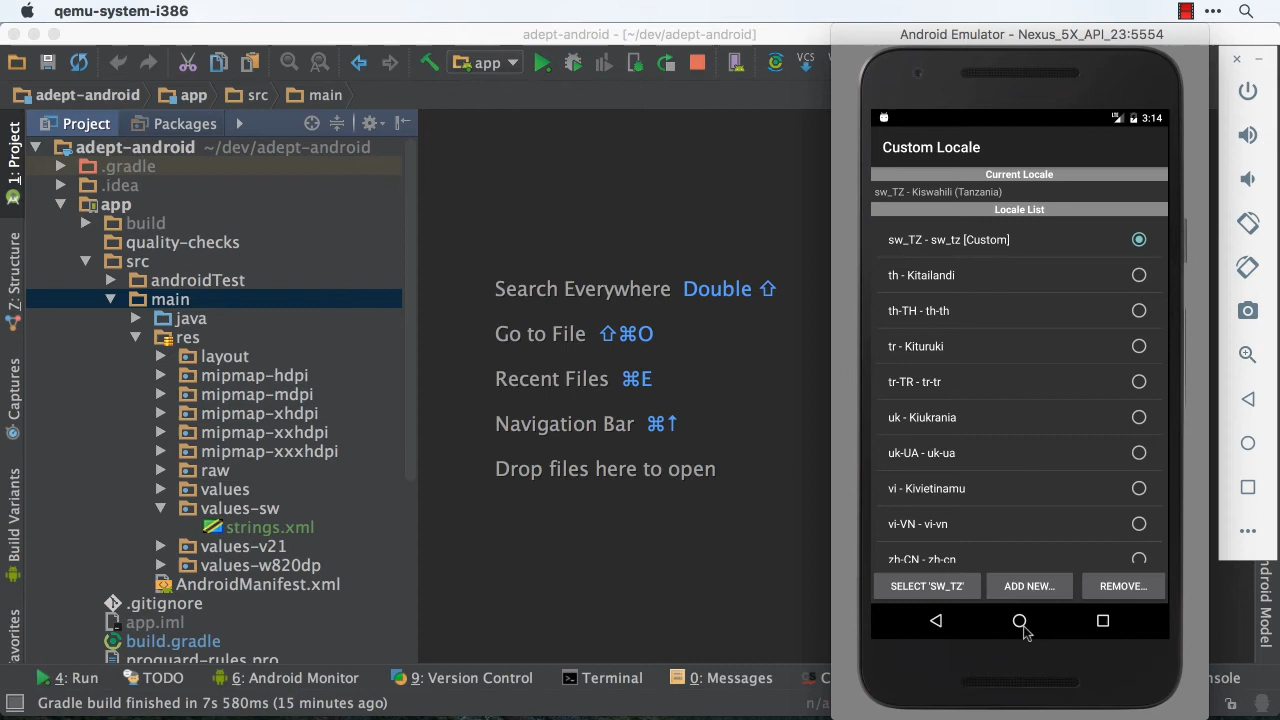 qemu-system-i386
adept-android - [~/dev/adept-android]
app
VCS
adept-android
app
src
main
1: Project
Z: Structure
Captures
Build Variants
Project
Packages
adept-android ~/dev/adept-android
.gradle
.idea
app
build
quality-checks
src
androidTest
main
java
res
layout
mipmap-hdpi
mipmap-mdpi
mipmap-xhdpi
mipmap-xxhdpi
mipmap-xxxhdpi
raw
values
values-sw
strings.xml
values-v21
values-w820dp
AndroidManifest.xml
.gitignore
app.iml
build.gradle
proguard-rules.pro
Search Everywhere Double ⇧
Go to File ⇧⌘O
Recent Files ⌘E
Navigation Bar ⌘↑
Drop files here to open
Android Emulator - Nexus_5X_API_23:5554
LTE 3:14
Custom Locale
Current Locale
sw_TZ - Kiswahili (Tanzania)
Locale List
sw_TZ - sw_tz [Custom]
th - Kitailandi
th-TH - th-th
tr - Kituruki
tr-TR - tr-tr
uk - Kiukrania
uk-UA - uk-ua
vi - Kivietinamu
vi-VN - vi-vn
zh-CN - zh-cn
SELECT 'SW_TZ'
ADD NEW...
REMOVE...
Android Model
4: Run
TODO
6: Android Monitor
9: Version Control
Terminal
0: Messages
Gradle build finished in 7s 580ms (15 minutes ago)
n/a